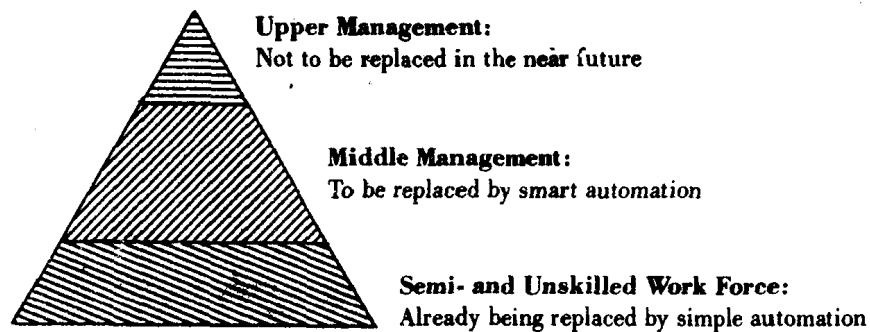 Upper Management:
Not to be replaced in the near future
Middle Management:
To be replaced by smart automation
Semi- and Unskilled Work Force:
Already being replaced by simple automation